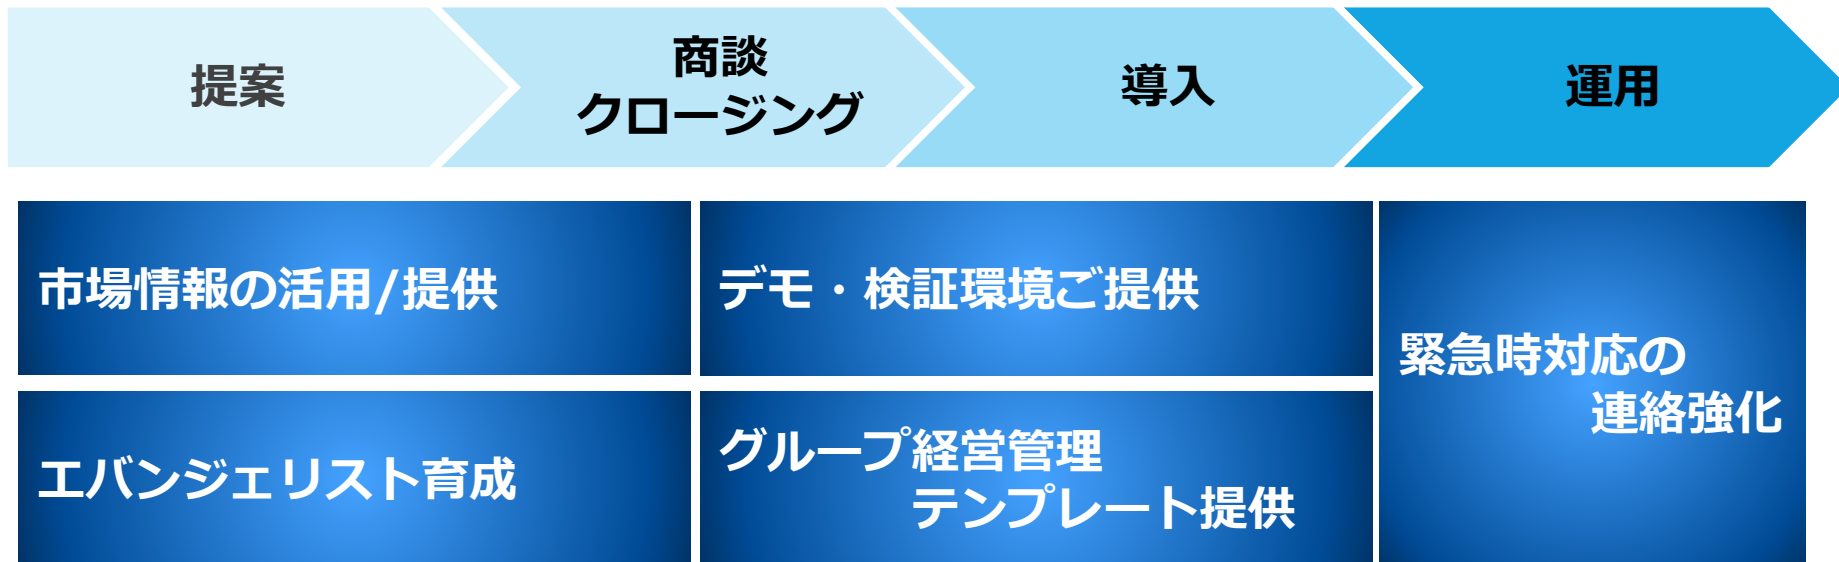 提案
商談
クロージング
導入
運用
市場情報の活用/提供
デモ・検証環境ご提供
緊急時対応の
連絡強化
エバンジェリスト育成
グループ経営管理
テンプレート提供